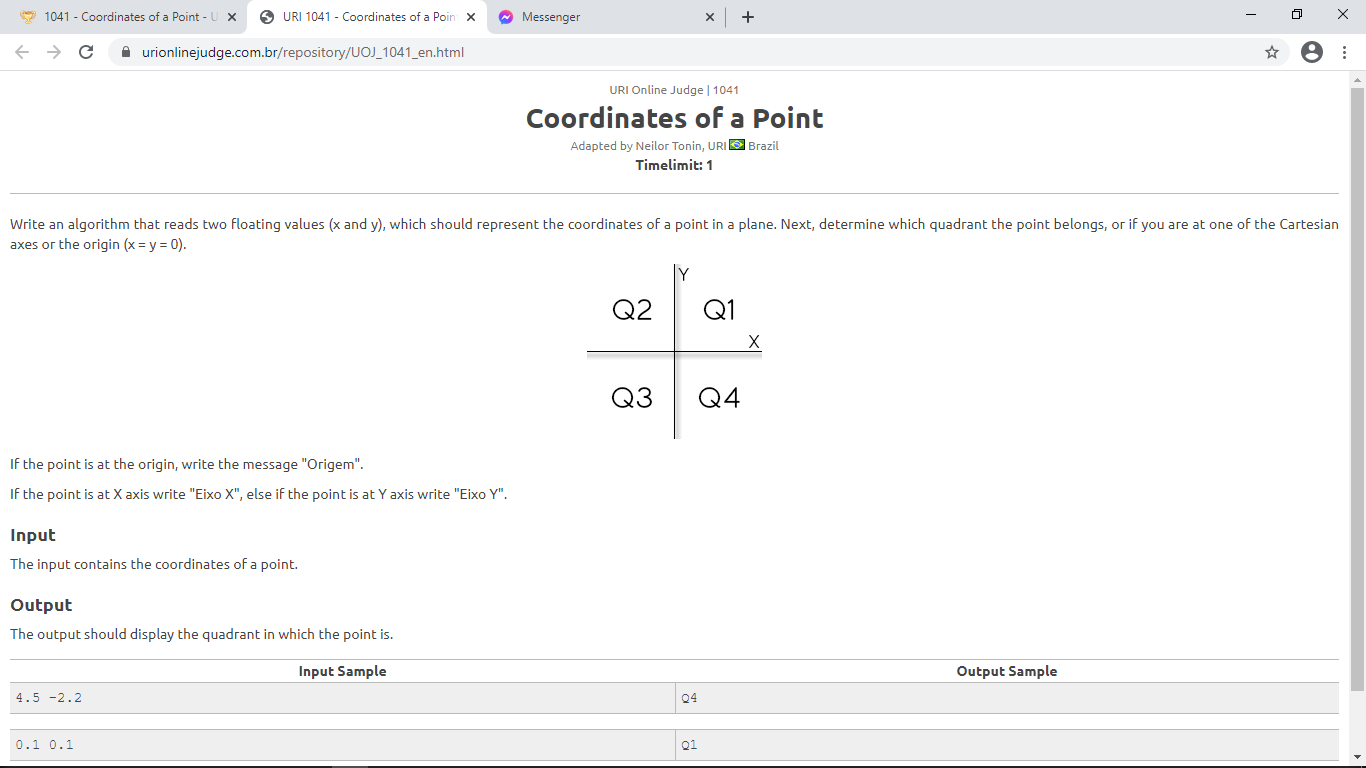 1041 - Coordinates of a Point - U
URI 1041 - Coordinates of a Poin
Messenger
urionlinejudge.com.br/repository/UOJ_1041_en.html
URI Online Judge | 1041
Coordinates of a Point
Adapted by Neilor Tonin, URI Brazil
Timelimit: 1
Write an algorithm that reads two floating values (x and y), which should represent the coordinates of a point in a plane. Next, determine which quadrant the point belongs, or if you are at one of the Cartesian
axes or the origin (x = y = 0).
Y
Q2 Q1
X
Q3 Q4
If the point is at the origin, write the message "Origem".
If the point is at X axis write "Eixo X", else if the point is at Y axis write "Eixo Y".
Input
The input contains the coordinates of a point.
Output
The output should display the quadrant in which the point is.
Input Sample Output Sample
4.5 -2.2 Q4
0.1 0.1 Q1